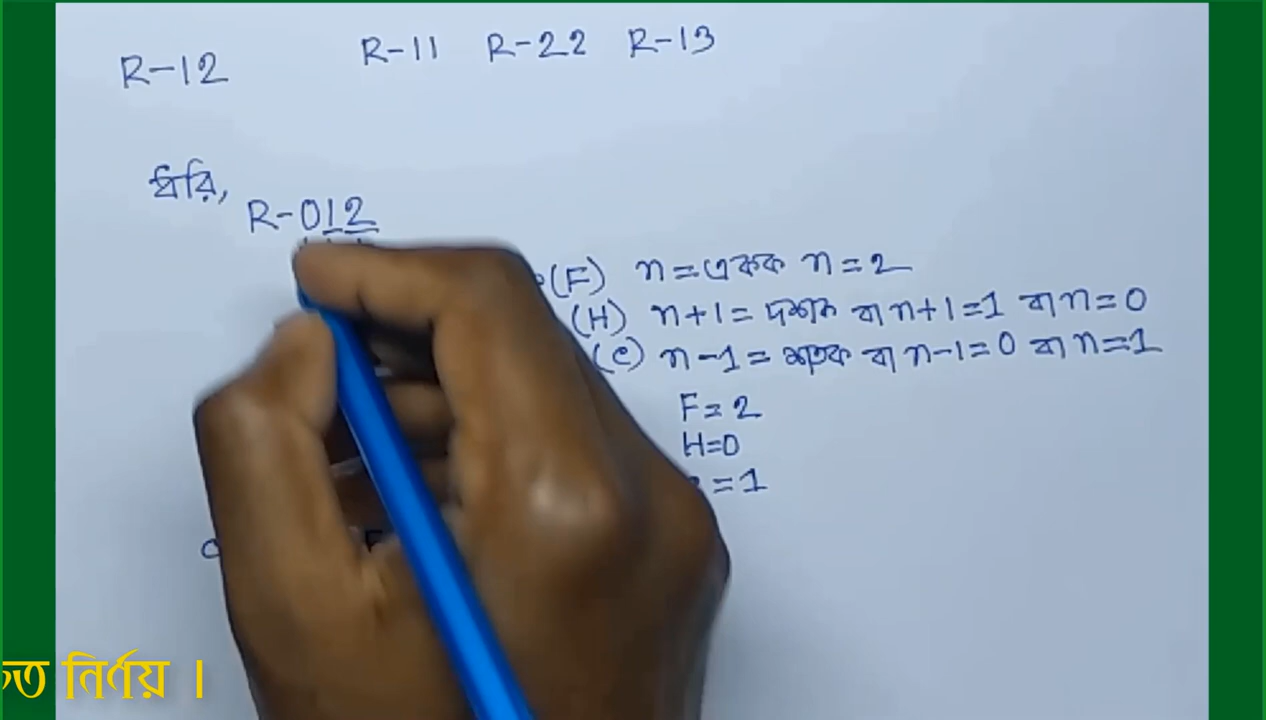 R-12 R-11 R-22 R-13
ধরি,
R-012
(F) n = একক n = 2
(H) n+1 = দশক বা n+1=1 বা n=0
(C) n-1 = শতক বা n-1=0 বা n=1
F=2
H=0
=1
নির্ণয় ।